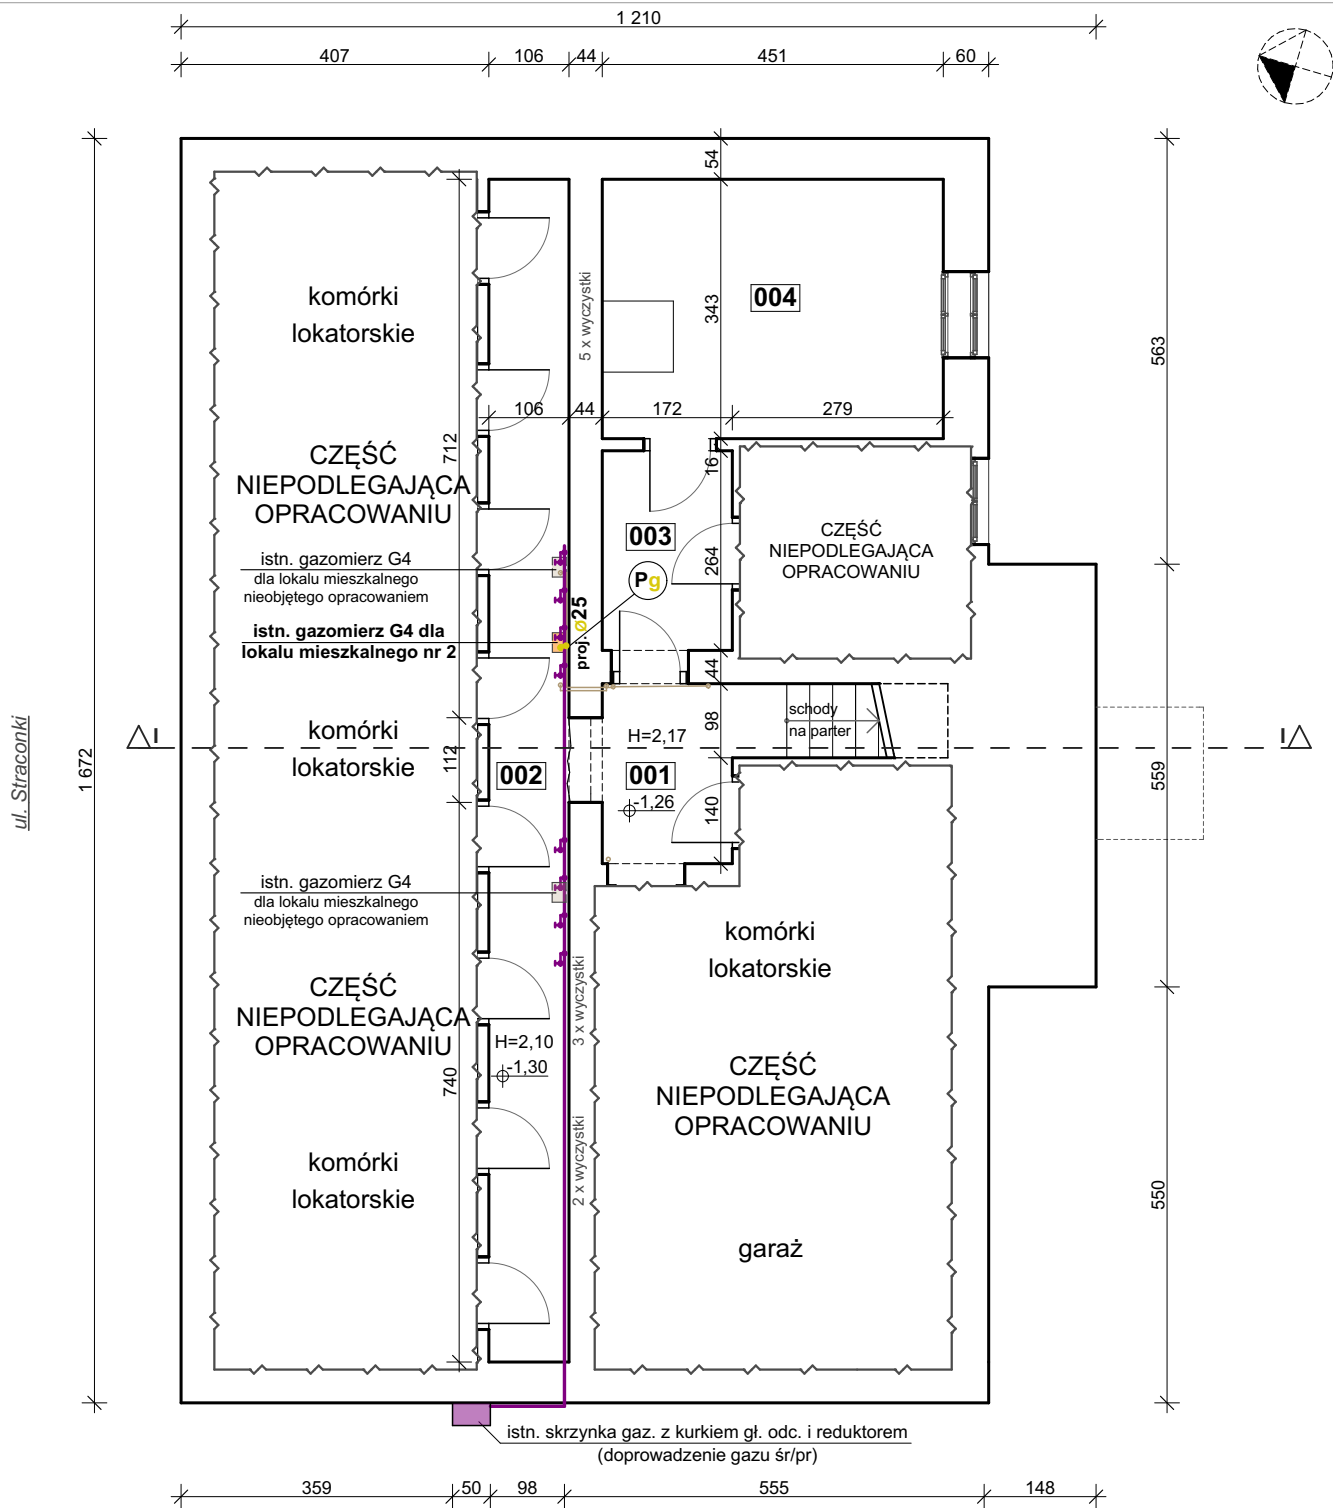 1 210
407
106
44
451
60
54
komórki
lokatorskie
5 x wyczystki
343
004
563
106
44
172
279
CZĘŚĆ
NIEPODLEGAJĄCA
OPRACOWANIU
712
16
003
264
CZĘŚĆ
NIEPODLEGAJĄCA
OPRACOWANIU
istn. gazomierz G4
dla lokalu mieszkalnego
nieobjętego opracowaniem
Pg
istn. gazomierz G4 dla
lokalu mieszkalnego nr 2
proj. ø25
44
ul. Straconki
1 672
I
komórki
lokatorskie
112
002
H=2,17
001
-1,26
98
140
schody
na parter
I
559
istn. gazomierz G4
dla lokalu mieszkalnego
nieobjętego opracowaniem
komórki
lokatorskie
CZĘŚĆ
NIEPODLEGAJĄCA
OPRACOWANIU
740
H=2,10
-1,30
3 x wyczystki
CZĘŚĆ
NIEPODLEGAJĄCA
OPRACOWANIU
2 x wyczystki
550
komórki
lokatorskie
garaż
istn. skrzynka gaz. z kurkiem gł. odc. i reduktorem
(doprowadzenie gazu śr/pr)
359
50
98
555
148